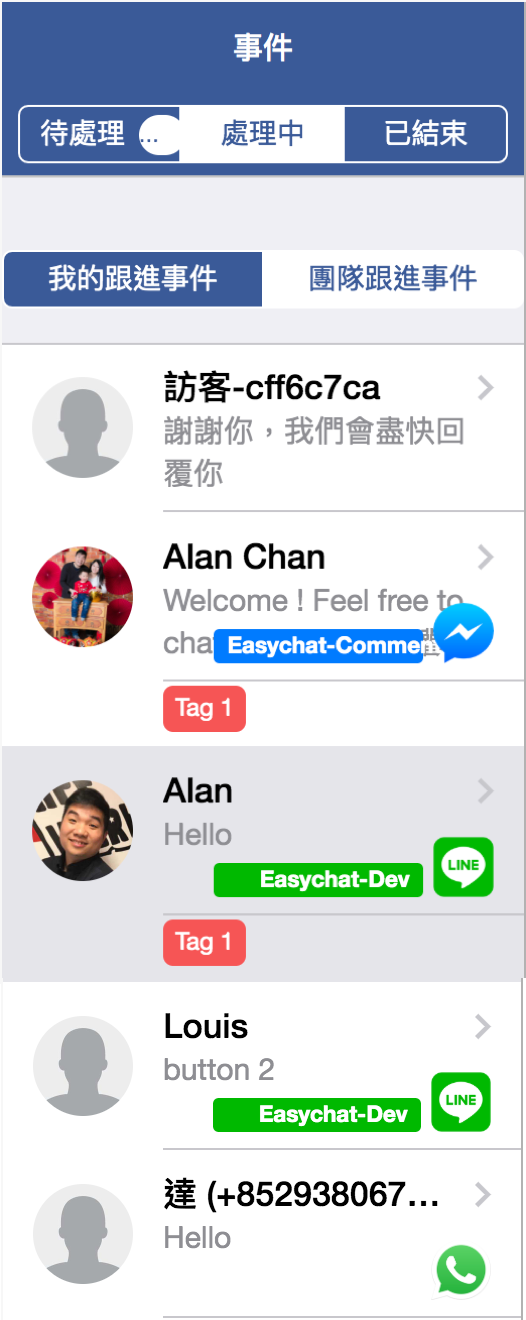 事件
待處理 ...
處理中
已結束
我的跟進事件
團隊跟進事件
訪客-cff6c7ca
謝謝你，我們會盡快回
覆你
Alan Chan
Welcome ! Feel free to
cha
Easychat-Comme
Tag 1
Alan
Hello
Easychat-Dev
LINE
Tag 1
Louis
button 2
Easychat-Dev
LINE
達 (+852938067...
Hello